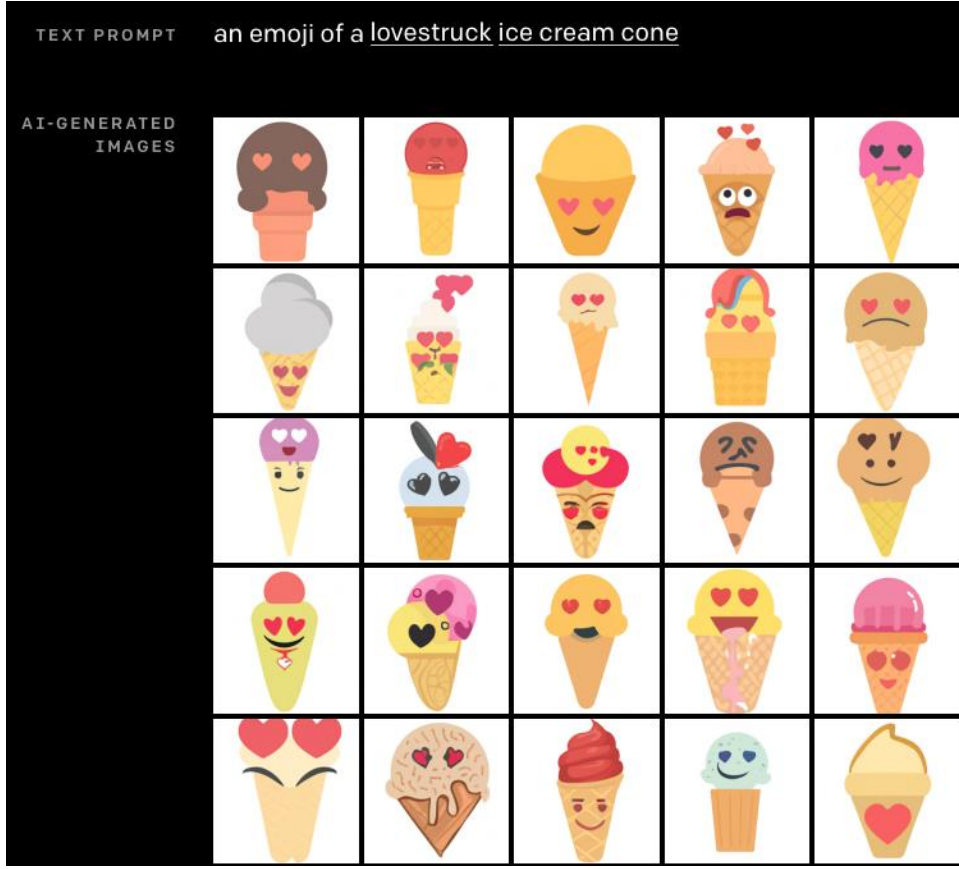 TEXT PROMPT
an emoji of a lovestruck ice cream cone
AI-GENERATED
IMAGES